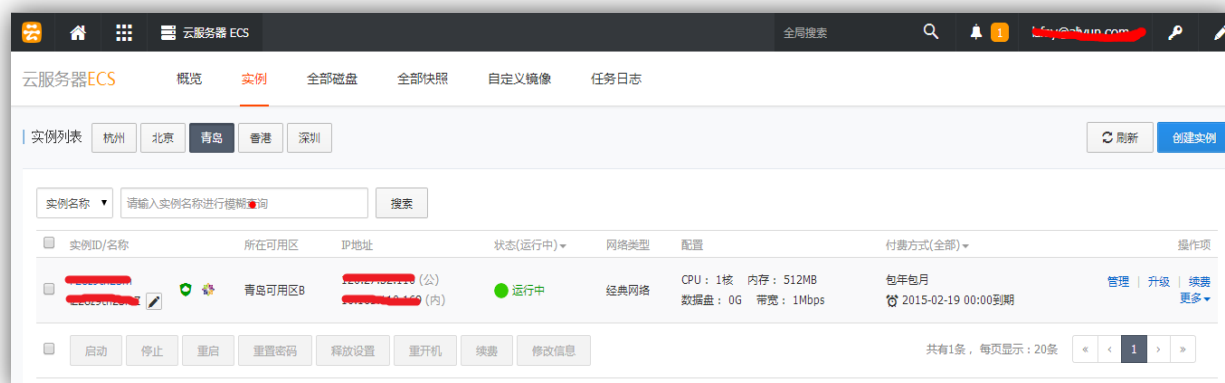 云服务器 ECS 全局搜索 1
云服务器ECS 概览 实例 全部磁盘 全部快照 自定义镜像 任务日志
实例列表 杭州 北京 青岛 香港 深圳 刷新 创建实例
实例名称 请输入实例名称进行模糊查询 搜索
实例ID/名称 所在可用区 IP地址 状态(运行中) 网络类型 配置 付费方式(全部) 操作项
(公) CPU： 1核 内存： 512MB 包年包月
青岛可用区B 运行中 经典网络 管理 升级 续费
(内) 数据盘： 0G 带宽： 1Mbps 2015-02-19 00:00到期 更多
启动 停止 重启 重置密码 释放设置 重开机 续费 修改信息 共有1条， 每页显示：20条 « ‹ 1 › »